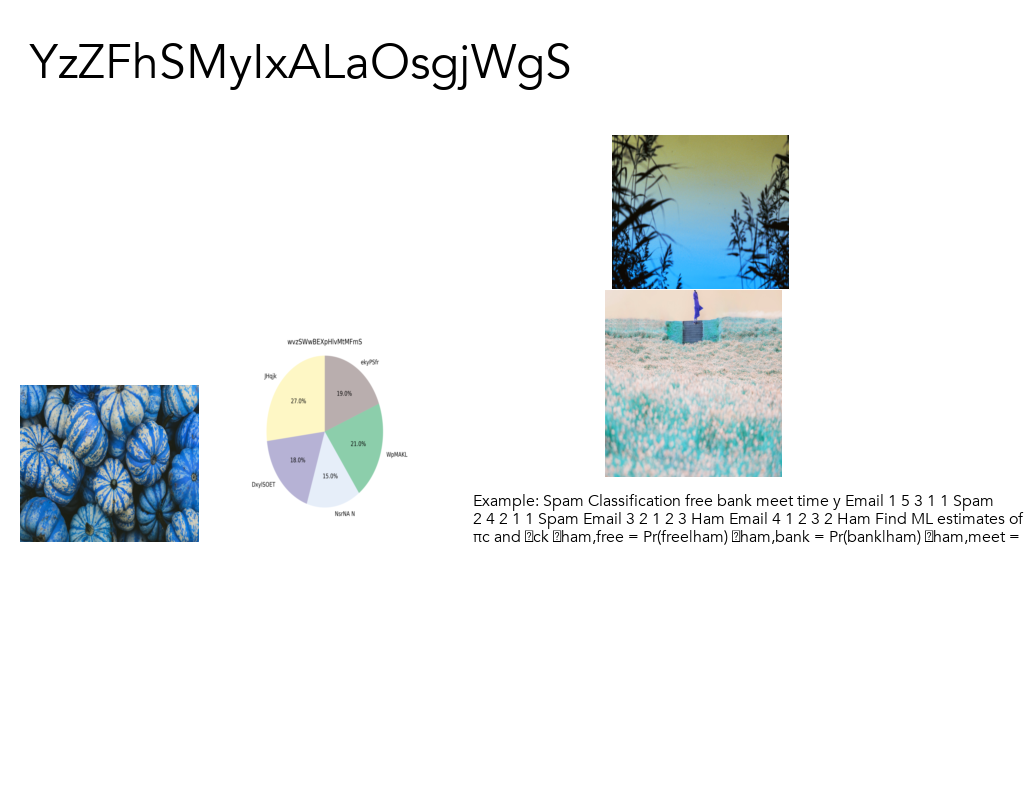 YzZFhSMyIxALaOsgjWgS
wvzSWwBEXpHlvMtMFmS
ekyPSfr
JHqjk
19.0%
27.0%
21.0%
WpMAKL
18.0%
15.0%
DxylSOET
NsrNA N
Example: Spam Classification free bank meet time y Email 1 5 3 1 1 Spam
2 4 2 1 1 Spam Email 3 2 1 2 3 Ham Email 4 1 2 3 2 Ham Find ML estimates of
πc and ck ham,free = Pr(free|ham) ham,bank = Pr(bank|ham) ham,meet =